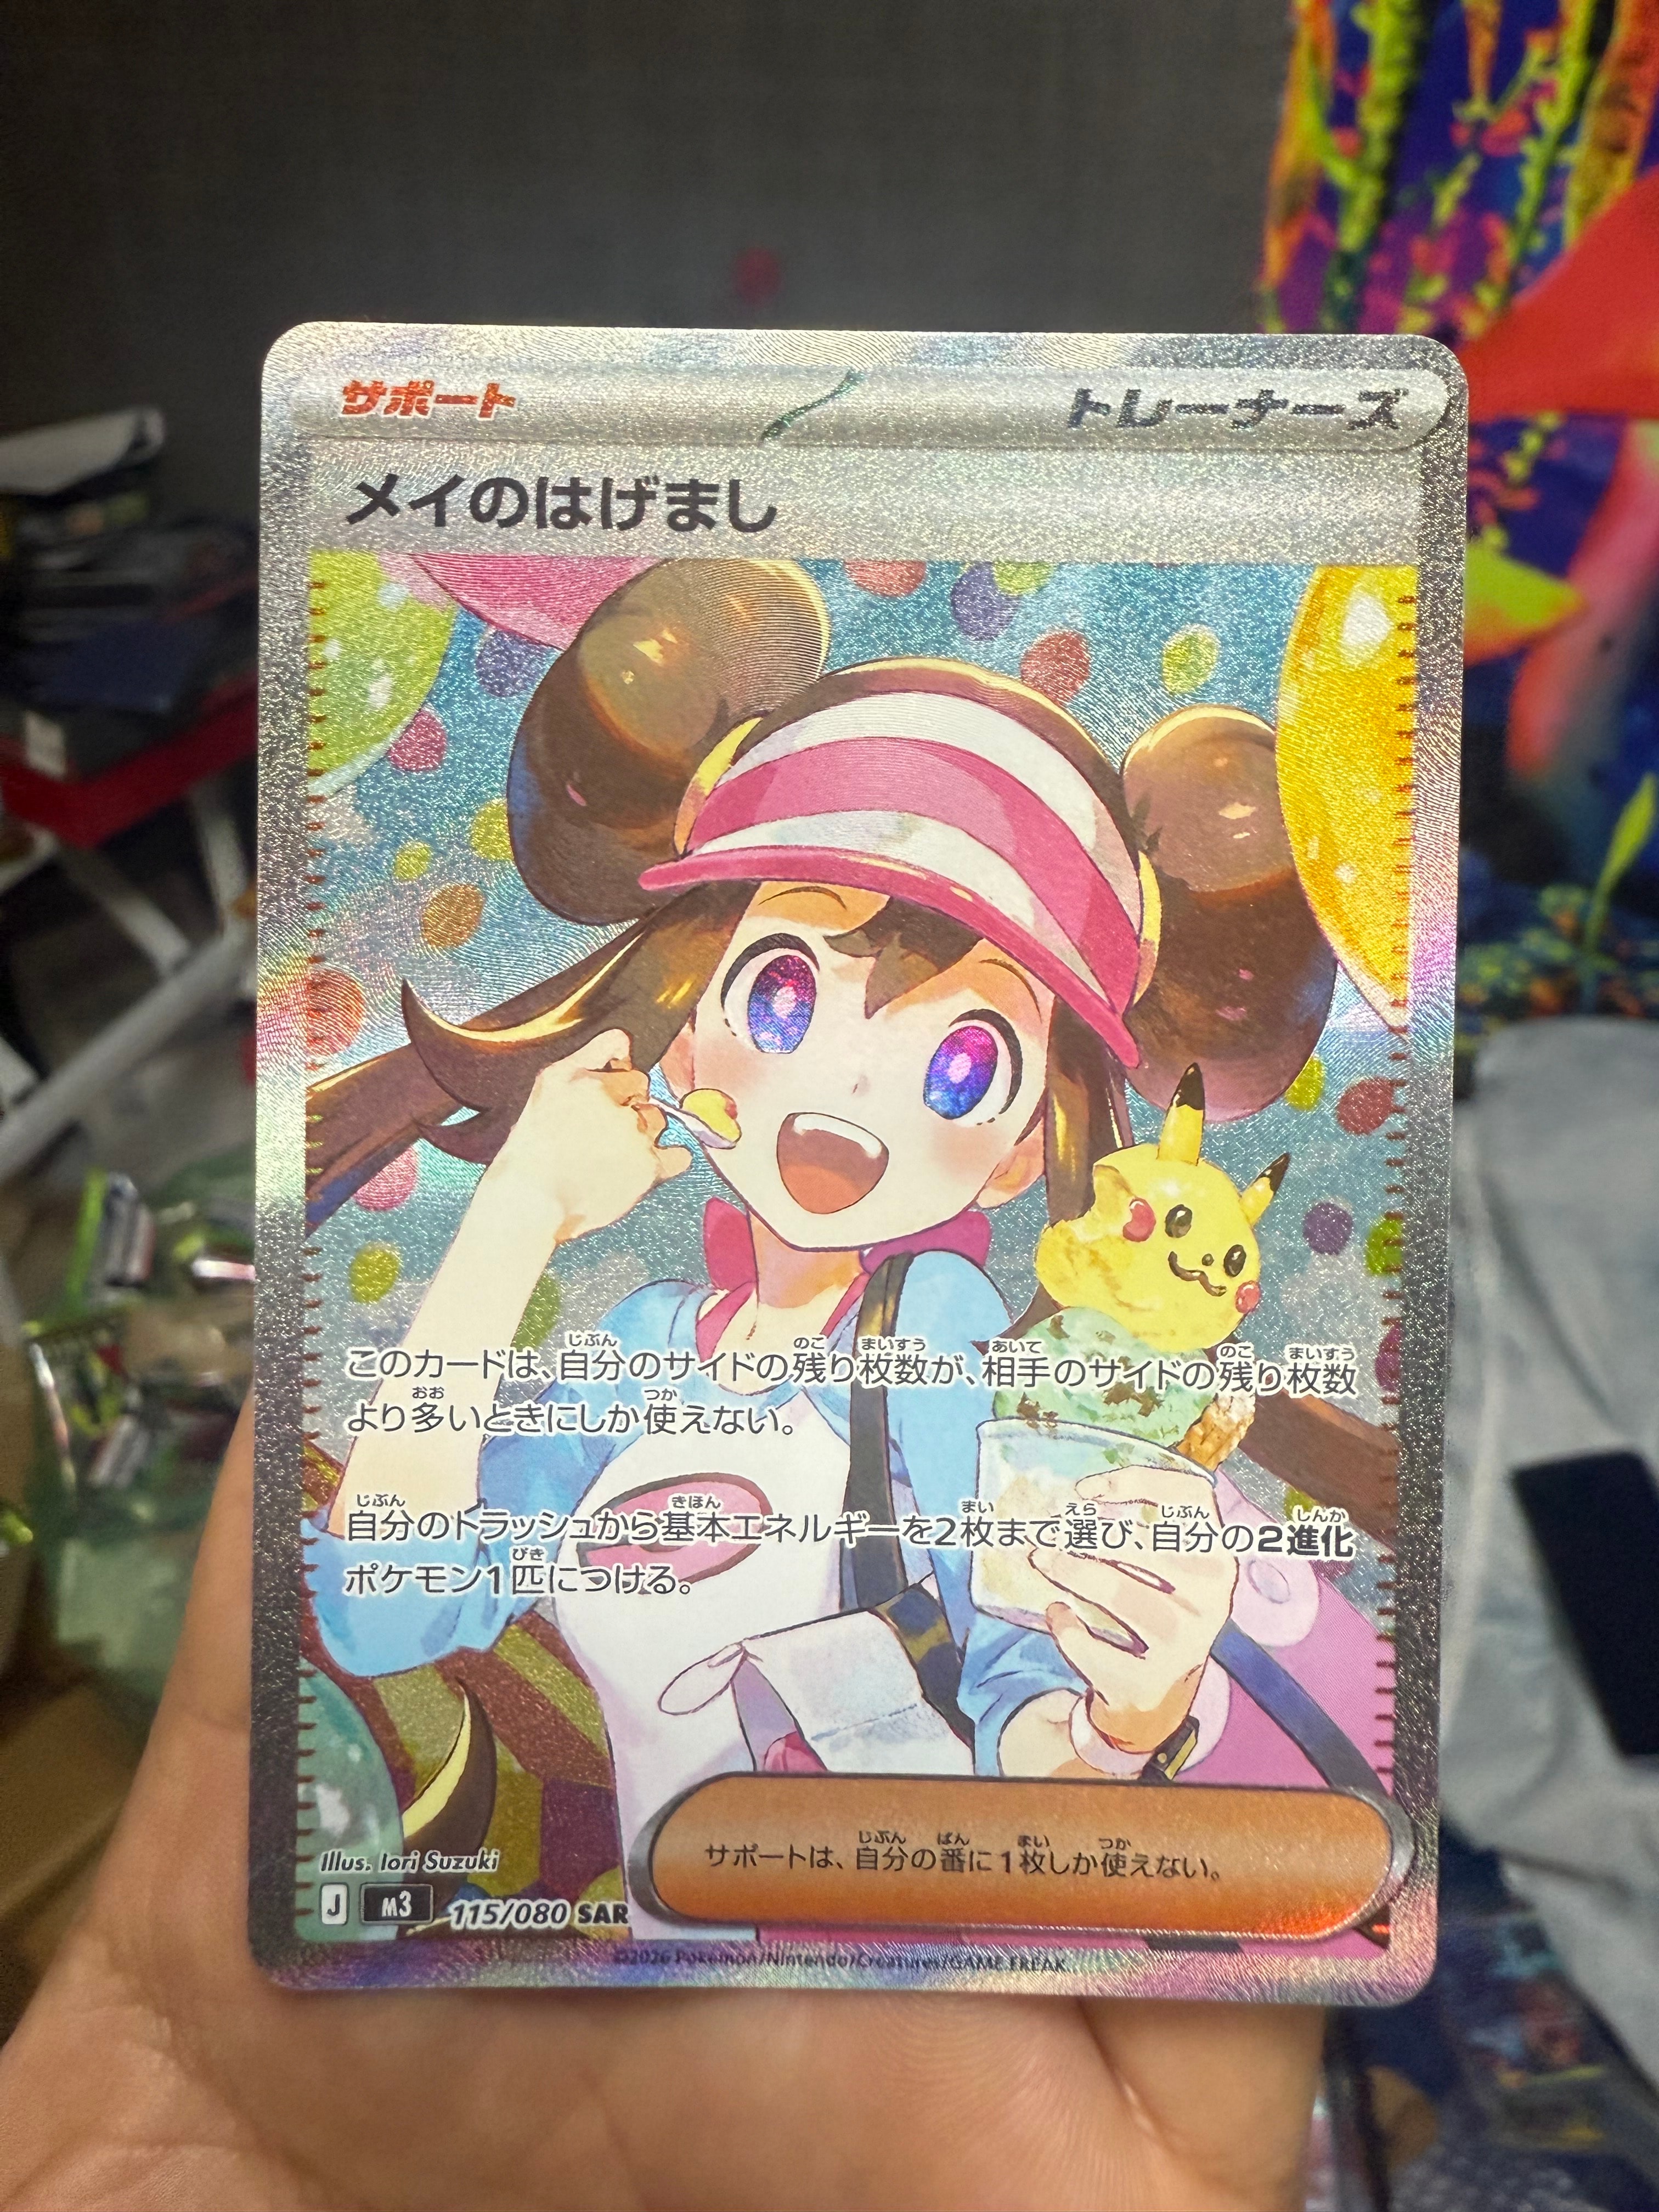 サポート
トレーナーズ
メイのはげまし
このカードは、自分のサイドの残り枚数が、相手のサイドの残り枚数
より多いときにしか使えない。
自分のトラッシュから基本エネルギーを2枚まで選び、自分の2進化
ポケモン1匹につける。
サポートは、自分の番に1枚しか使えない。
Illus. Iori Suzuki
J M3 115/080 SAR
©2026 Pokémon/Nintendo/Creatures/GAME FREAK.